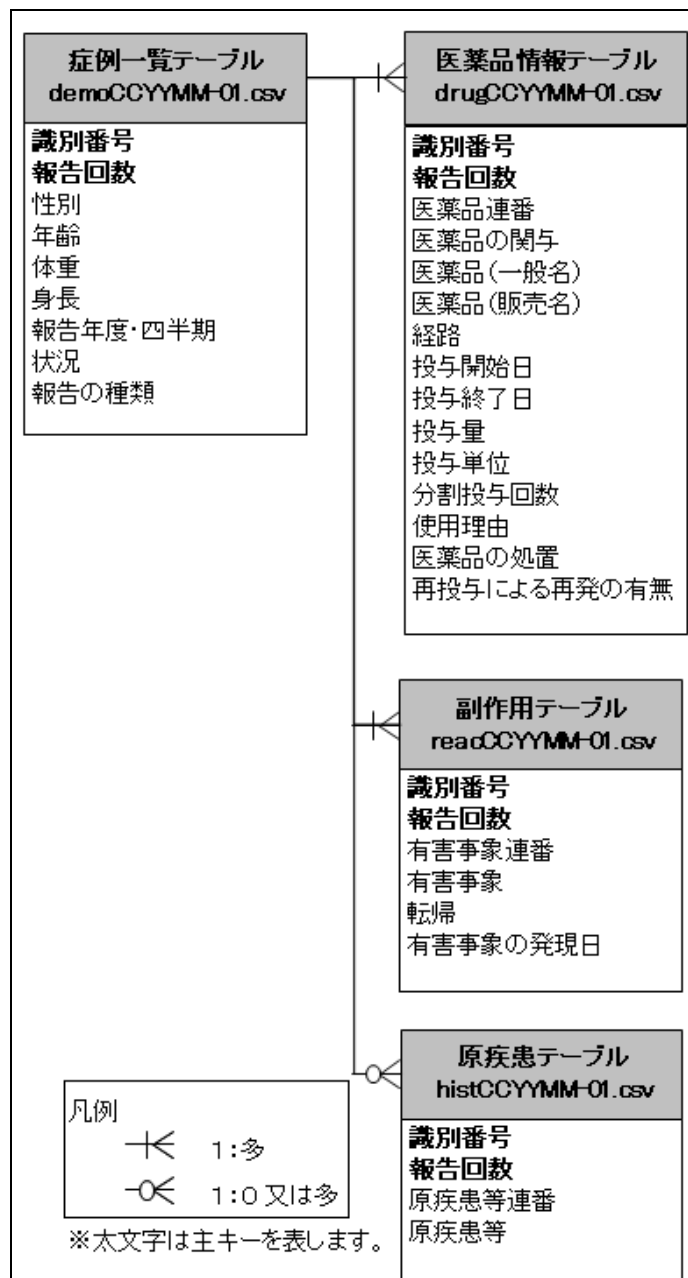 症例一覧テーブル
demoCCYYMM-01.csv
識別番号
報告回数
性別
年齢
体重
身長
報告年度・四半期
状況
報告の種類
医薬品情報テーブル
drugCCYYMM-01.csv
識別番号
報告回数
医薬品連番
医薬品の関与
医薬品(一般名)
医薬品(販売名)
経路
投与開始日
投与終了日
投与量
投与単位
分割投与回数
使用理由
医薬品の処置
再投与による再発の有無
副作用テーブル
reacCCYYMM-01.csv
識別番号
報告回数
有害事象連番
有害事象
転帰
有害事象の発現日
原疾患テーブル
histCCYYMM-01.csv
識別番号
報告回数
原疾患等連番
原疾患等
凡例
1:多
1:0又は多
※太文字は主キーを表します。